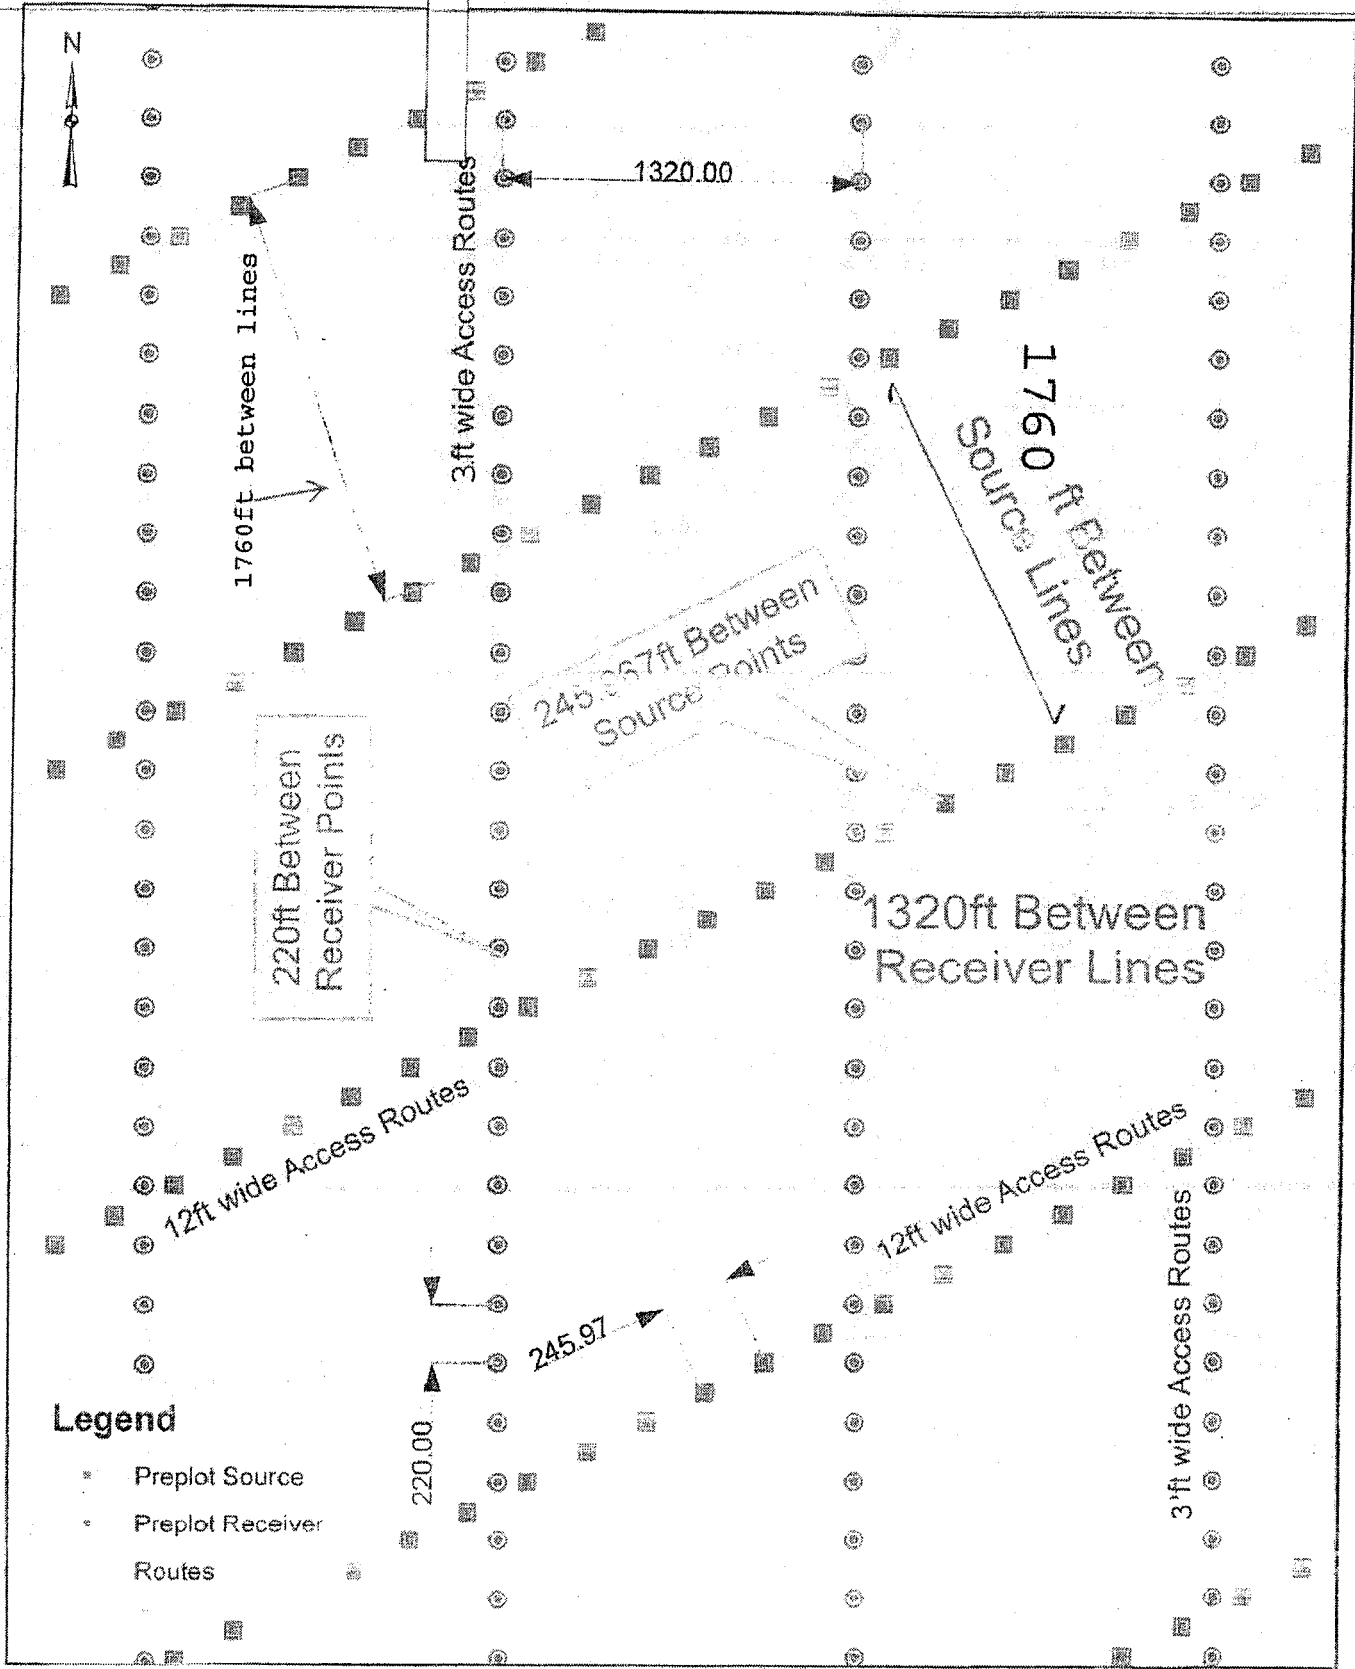 N
1320.00
3ft wide Access Routes
1760ft between lines
1760 ft Between
Source Lines
Between
Source Points
220ft Between
Receiver Points
1320ft Between
Receiver Lines
12ft wide Access Routes
12ft wide Access Routes
245.97
220.00
3'ft wide Access Routes
Legend
Preplot Source
Preplot Receiver
Routes